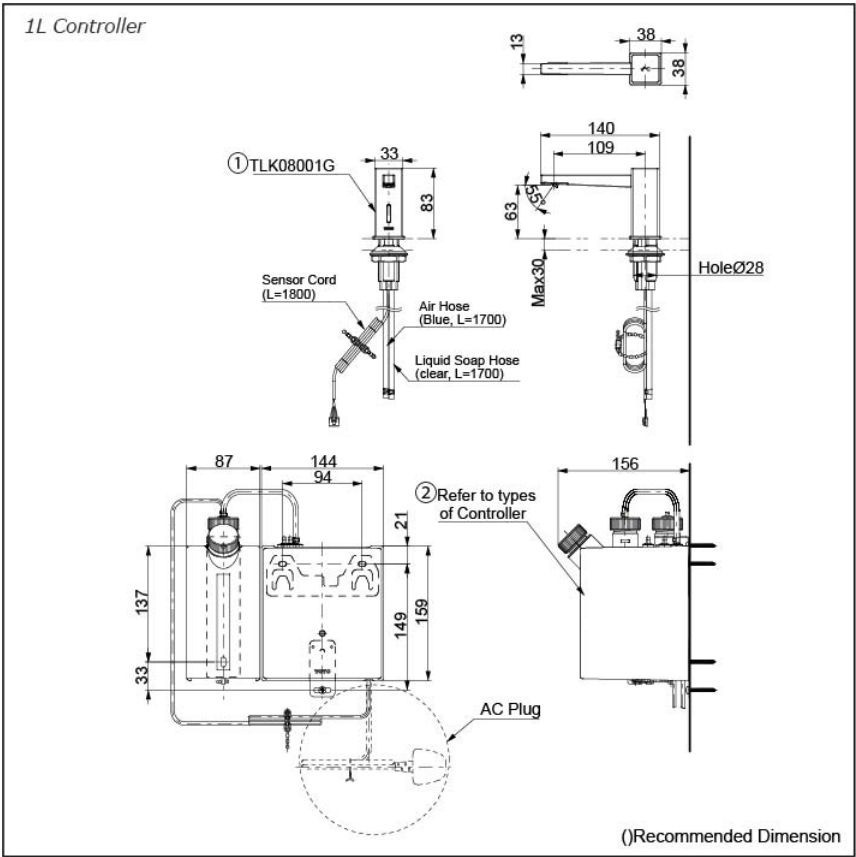 1L Controller
38
13
38
140
33
109
①TLK08001G
83
55°
63
Max30
HoleØ28
Sensor Cord
(L=1800)
Air Hose
(Blue, L=1700)
Liquid Soap Hose
(clear, L=1700)
87
144
94
156
②Refer to types
of Controller
21
137
149
159
33
TOTO
AC Plug
()Recommended Dimension